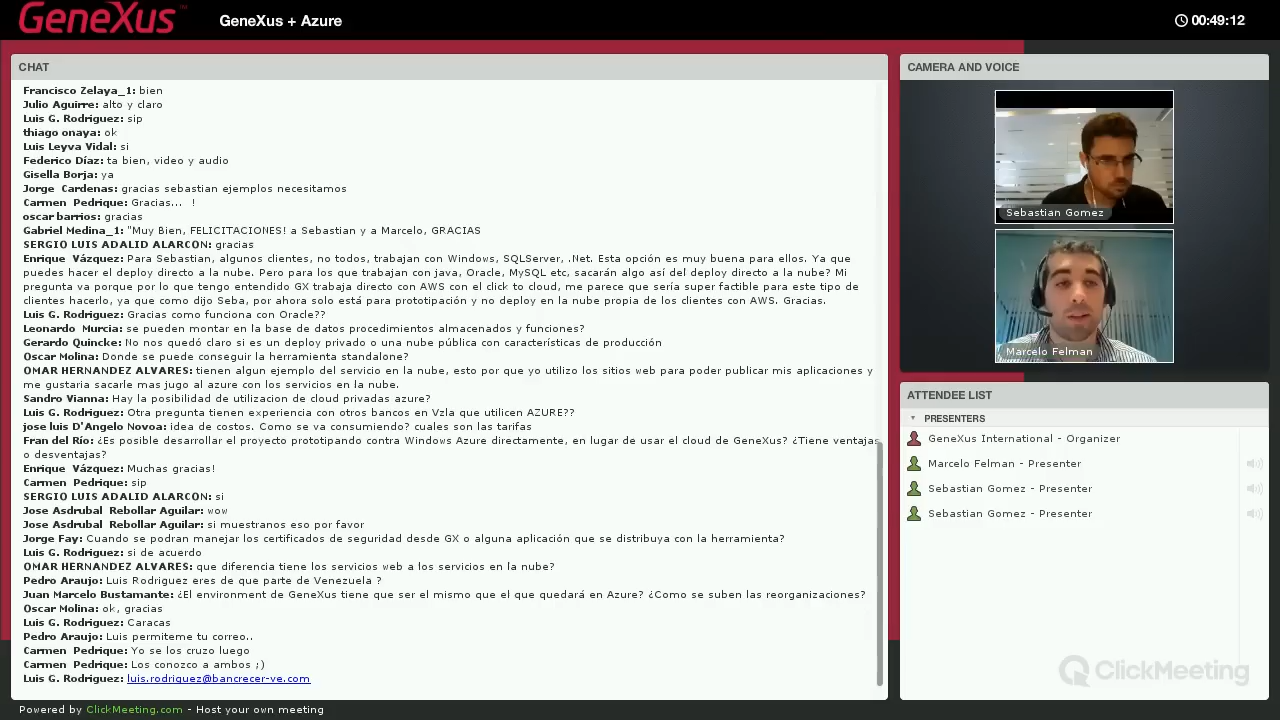 GeneXus™
GeneXus + Azure
00:49:12
CHAT
Francisco Zelaya_1: bien
Julio Aguirre: alto y claro
Luis G. Rodriguez: sip
thiago onaya: ok
Luis Leyva Vidal: si
Federico Díaz: ta bien, video y audio
Gisella Borja: ya
Jorge Cardenas: gracias sebastian ejemplos necesitamos
Carmen Pedrique: Gracias... !
oscar barrios: gracias
Gabriel Medina_1: "Muy Bien, FELICITACIONES! a Sebastian y a Marcelo, GRACIAS
SERGIO LUIS ADALID ALARCON: gracias
Enrique Vázquez: Para Sebastian, algunos clientes, no todos, trabajan con Windows, SQLServer, .Net. Esta opción es muy buena para ellos. Ya que
puedes hacer el deploy directo a la nube. Pero para los que trabajan con java, Oracle, MySQL etc, sacarán algo así del deploy directo a la nube? Mi
pregunta va porque por lo que tengo entendido GX trabaja directo con AWS con el click to cloud, me parece que sería super factible para este tipo de
clientes hacerlo, ya que como dijo Seba, por ahora solo está para prototipación y no deploy en la nube propia de los clientes con AWS. Gracias.
Luis G. Rodriguez: Gracias como funciona con Oracle??
Leonardo Murcia: se pueden montar en la base de datos procedimientos almacenados y funciones?
Gerardo Quincke: No nos quedó claro si es un deploy privado o una nube pública con características de producción
Oscar Molina: Donde se puede conseguir la herramienta standalone?
OMAR HERNANDEZ ALVARES: tienen algun ejemplo del servicio en la nube, esto por que yo utilizo los sitios web para poder publicar mis aplicaciones y
me gustaria sacarle mas jugo al azure con los servicios en la nube.
Sandro Vianna: Hay la posibilidad de utilizacion de cloud privadas azure?
Luis G. Rodriguez: Otra pregunta tienen experiencia con otros bancos en Vzla que utilicen AZURE??
jose luis D'Angelo Novoa: idea de costos. Como se va consumiendo? cuales son las tarifas
Fran del Río: ¿Es posible desarrollar el proyecto prototipando contra Windows Azure directamente, en lugar de usar el cloud de GeneXus? ¿Tiene ventajas
o desventajas?
Enrique Vázquez: Muchas gracias!
Carmen Pedrique: sip
SERGIO LUIS ADALID ALARCON: si
Jose Asdrubal Rebollar Aguilar: wow
Jose Asdrubal Rebollar Aguilar: si muestranos eso por favor
Jorge Fay: Cuando se podran manejar los certificados de seguridad desde GX o alguna aplicación que se distribuya con la herramienta?
Luis G. Rodriguez: si de acuerdo
OMAR HERNANDEZ ALVARES: que diferencia tiene los servicios web a los servicios en la nube?
Pedro Araujo: Luis Rodriguez eres de que parte de Venezuela ?
Juan Marcelo Bustamante: ¿El environment de GeneXus tiene que ser el mismo que el que quedará en Azure? ¿Como se suben las reorganizaciones?
Oscar Molina: ok, gracias
Luis G. Rodriguez: Caracas
Pedro Araujo: Luis permiteme tu correo..
Carmen Pedrique: Yo se los cruzo luego
Carmen Pedrique: Los conozco a ambos ;)
Luis G. Rodriguez: luis.rodriguez@bancrecer-ve.com
CAMERA AND VOICE
Sebastian Gomez
Marcelo Felman
ATTENDEE LIST
PRESENTERS
GeneXus International - Organizer
Marcelo Felman - Presenter
Sebastian Gomez - Presenter
Sebastian Gomez - Presenter
ClickMeeting
Powered by ClickMeeting.com - Host your own meeting